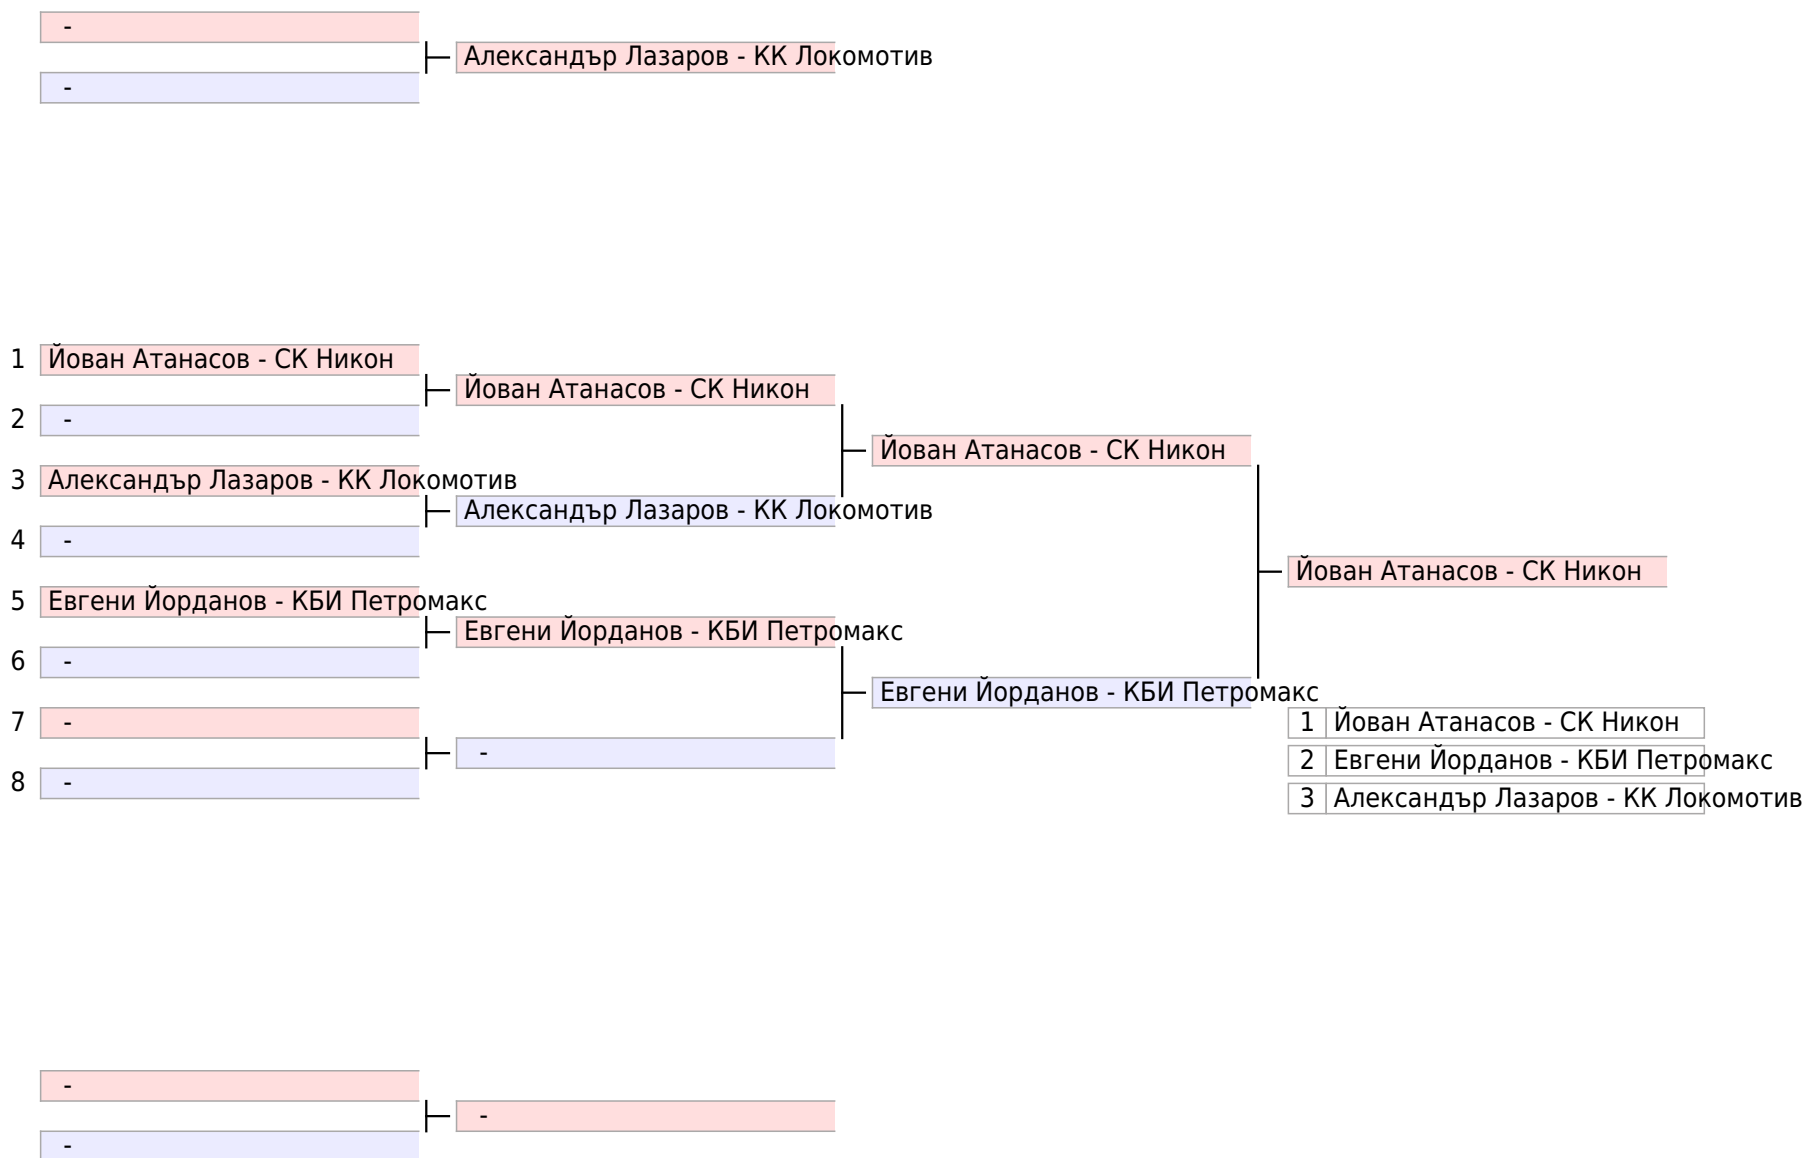 -
Александър Лазаров - КК Локомотив
-
1 Йован Атанасов - СК Никон
Йован Атанасов - СК Никон
2 -
Йован Атанасов - СК Никон
3 Александър Лазаров - КК Локомотив
Александър Лазаров - КК Локомотив
4 -
Йован Атанасов - СК Никон
5 Евгени Йорданов - КБИ Петромакс
Евгени Йорданов - КБИ Петромакс
6 -
Евгени Йорданов - КБИ Петромакс
7 -
1 Йован Атанасов - СК Никон
-
2 Евгени Йорданов - КБИ Петромакс
8 -
3 Александър Лазаров - КК Локомотив
-
-
-